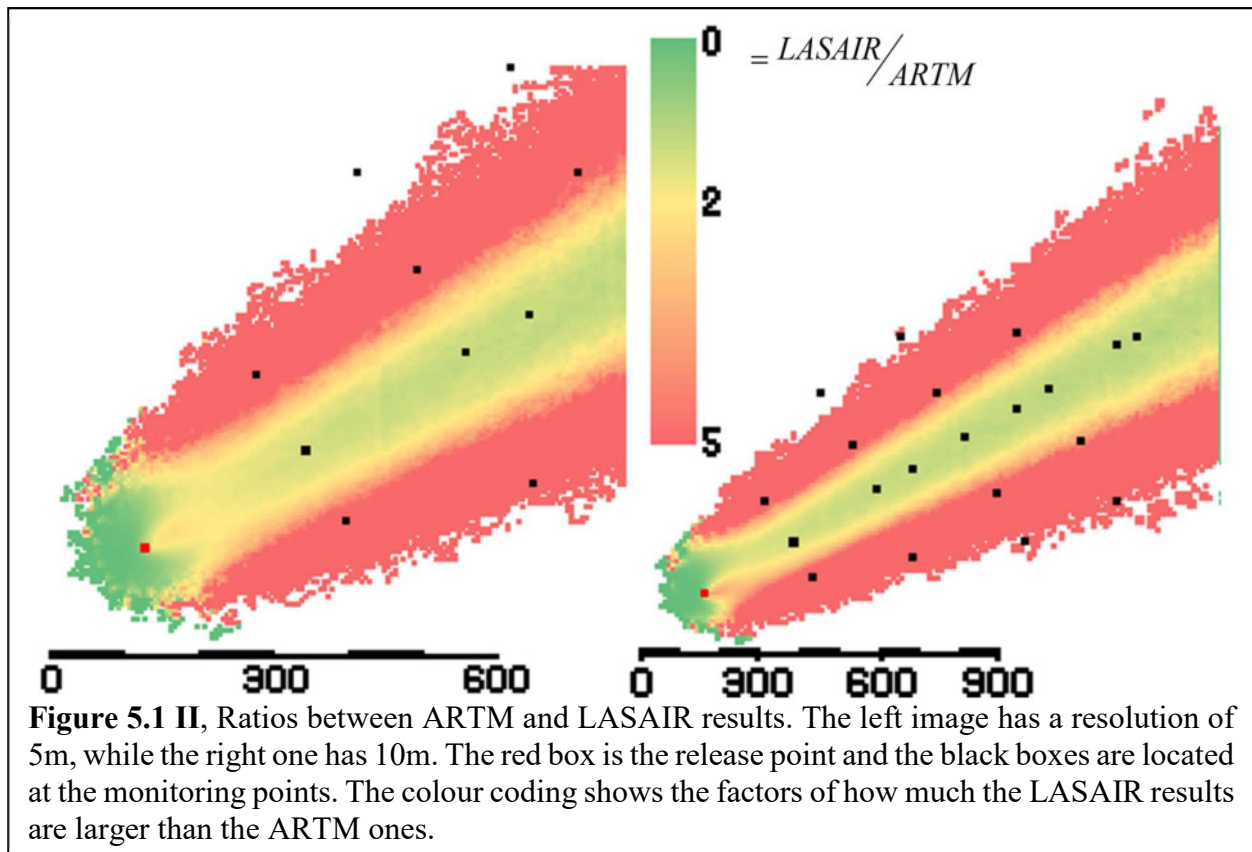 0
= LASAIR/ARTM
2
5
0 300 600
0 300 600 900
Figure 5.1 II, Ratios between ARTM and LASAIR results. The left image has a resolution of
5m, while the right one has 10m. The red box is the release point and the black boxes are located
at the monitoring points. The colour coding shows the factors of how much the LASAIR results
are larger than the ARTM ones.